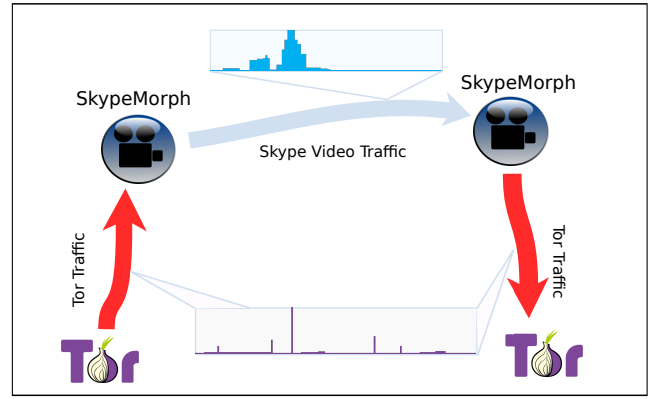 SkypeMorph
SkypeMorph
Skype Video Traffic
Tor Traffic
Tor Traffic
Tor
Tor